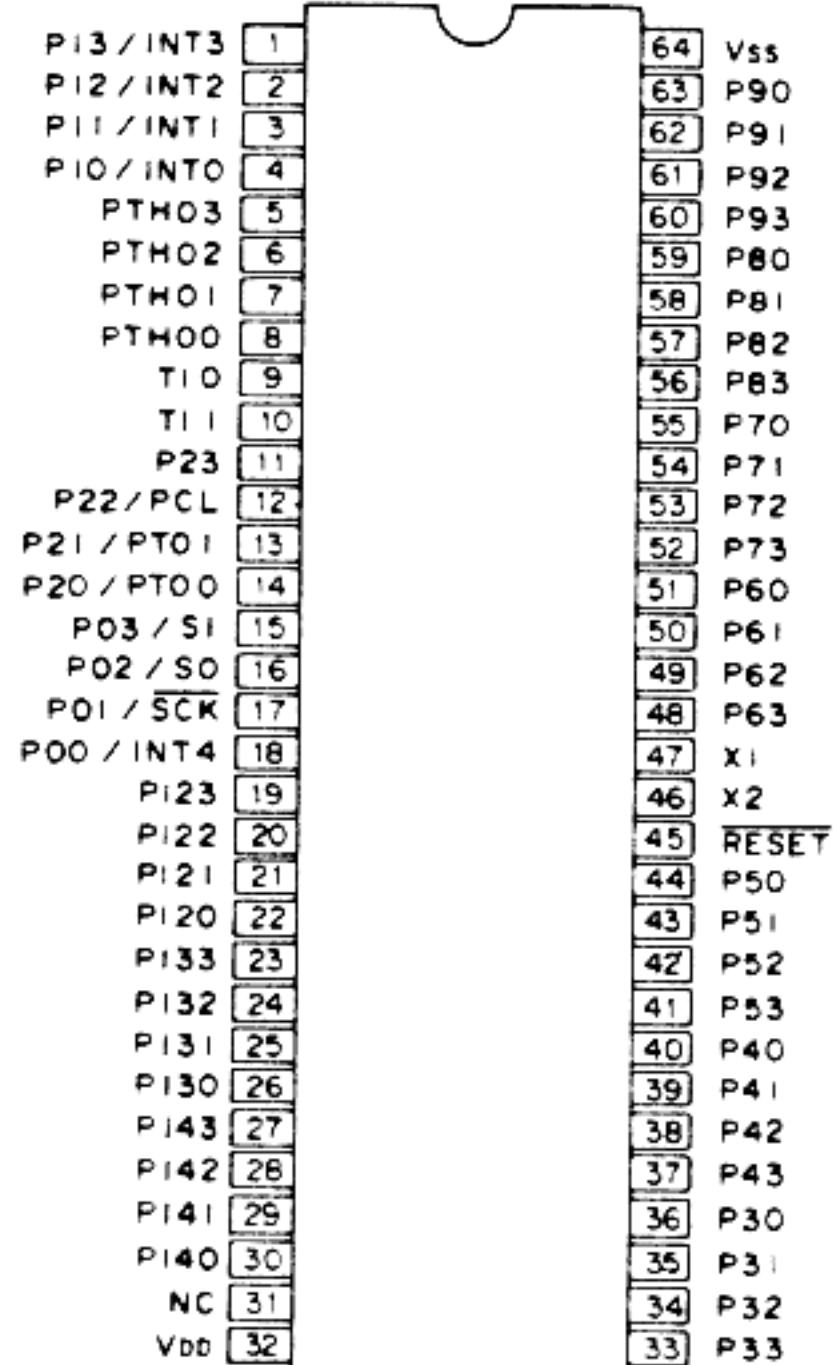 P13/INT3 1 64 Vss
P12/INT2 2 63 P90
P11/INT1 3 62 P91
P10/INT0 4 61 P92
PTH03 5 60 P93
PTH02 6 59 P80
PTH01 7 58 P81
PTH00 8 57 P82
TI0 9 56 P83
TI1 10 55 P70
P23 11 54 P71
P22/PCL 12 53 P72
P21/PTO1 13 52 P73
P20/PTO0 14 51 P60
P03/SI 15 50 P61
P02/SO 16 49 P62
P01/SCK 17 48 P63
P00/INT4 18 47 X1
P123 19 46 X2
P122 20 45 RESET
P121 21 44 P50
P120 22 43 P51
P133 23 42 P52
P132 24 41 P53
P131 25 40 P40
P130 26 39 P41
P143 27 38 P42
P142 28 37 P43
P141 29 36 P30
P140 30 35 P31
NC 31 34 P32
VDD 32 33 P33